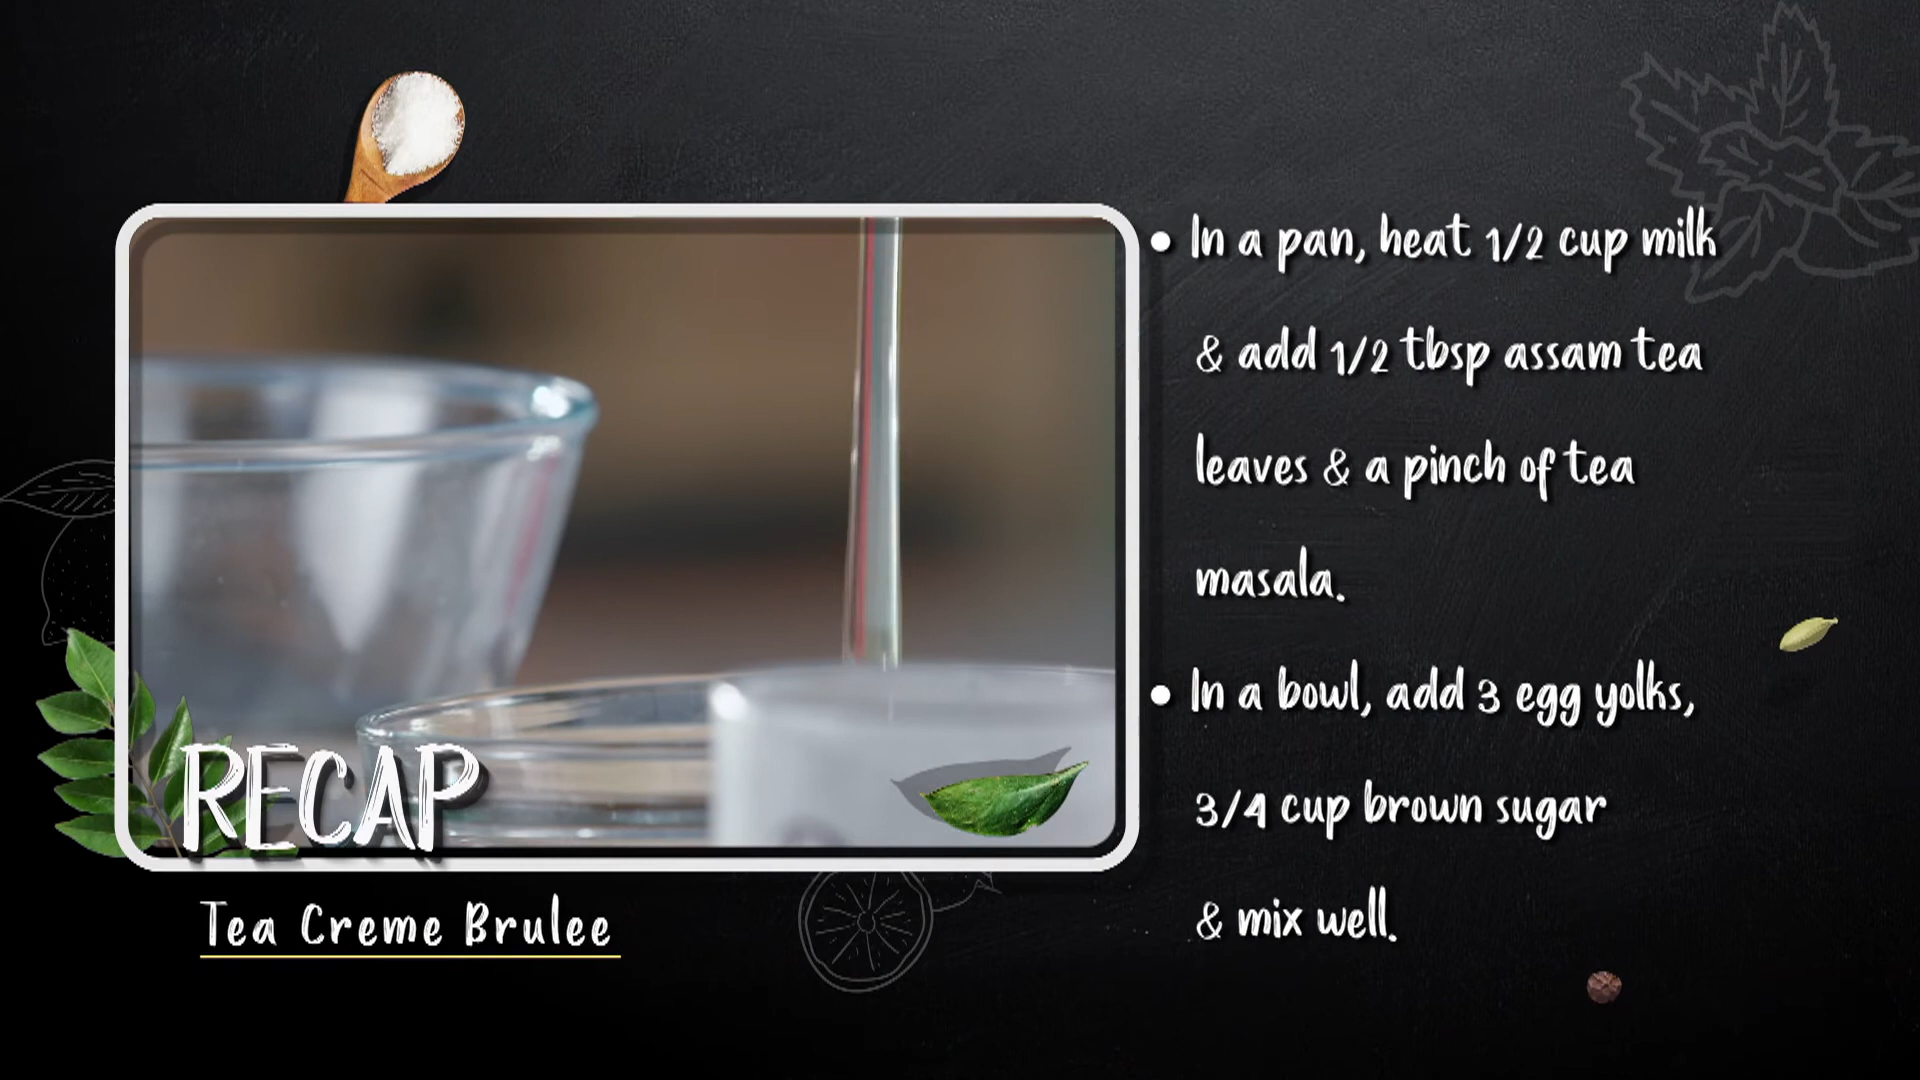 • In a pan, heat 1/2 cup milk
& add 1/2 tbsp assam tea
leaves & a pinch of tea
masala.
• In a bowl, add 3 egg yolks,
3/4 cup brown sugar
& mix well.
RECAP
Tea Creme Brulee